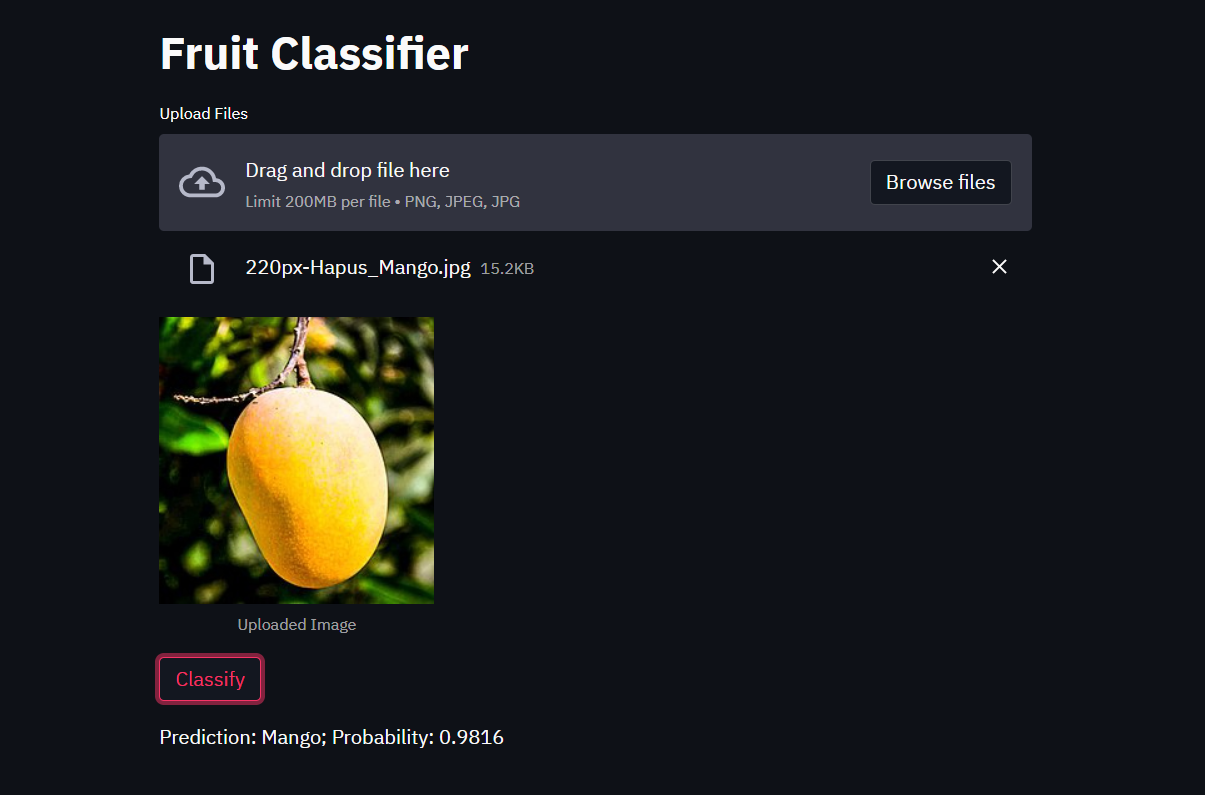 Fruit Classifier
Upload Files
Drag and drop file here
Limit 200MB per file • PNG, JPEG, JPG
Browse files
220px-Hapus_Mango.jpg 15.2KB
Uploaded Image
Classify
Prediction: Mango; Probability: 0.9816